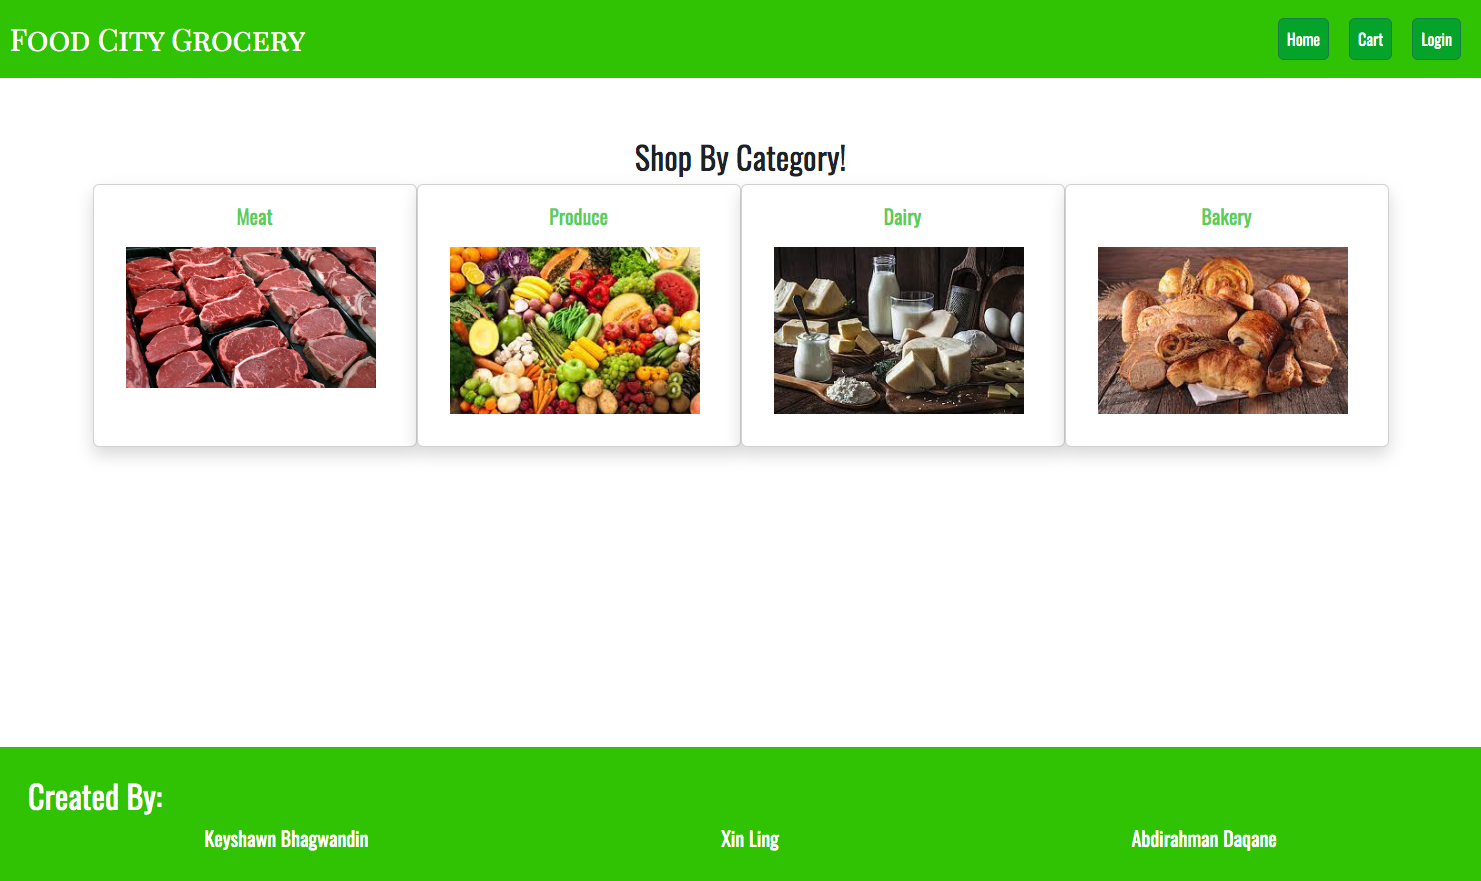 Food City Grocery
Home Cart Login
Shop By Category!
Meat Produce Dairy Bakery
Created By:
Keyshawn Bhagwandin Xin Ling Abdirahman Daqane